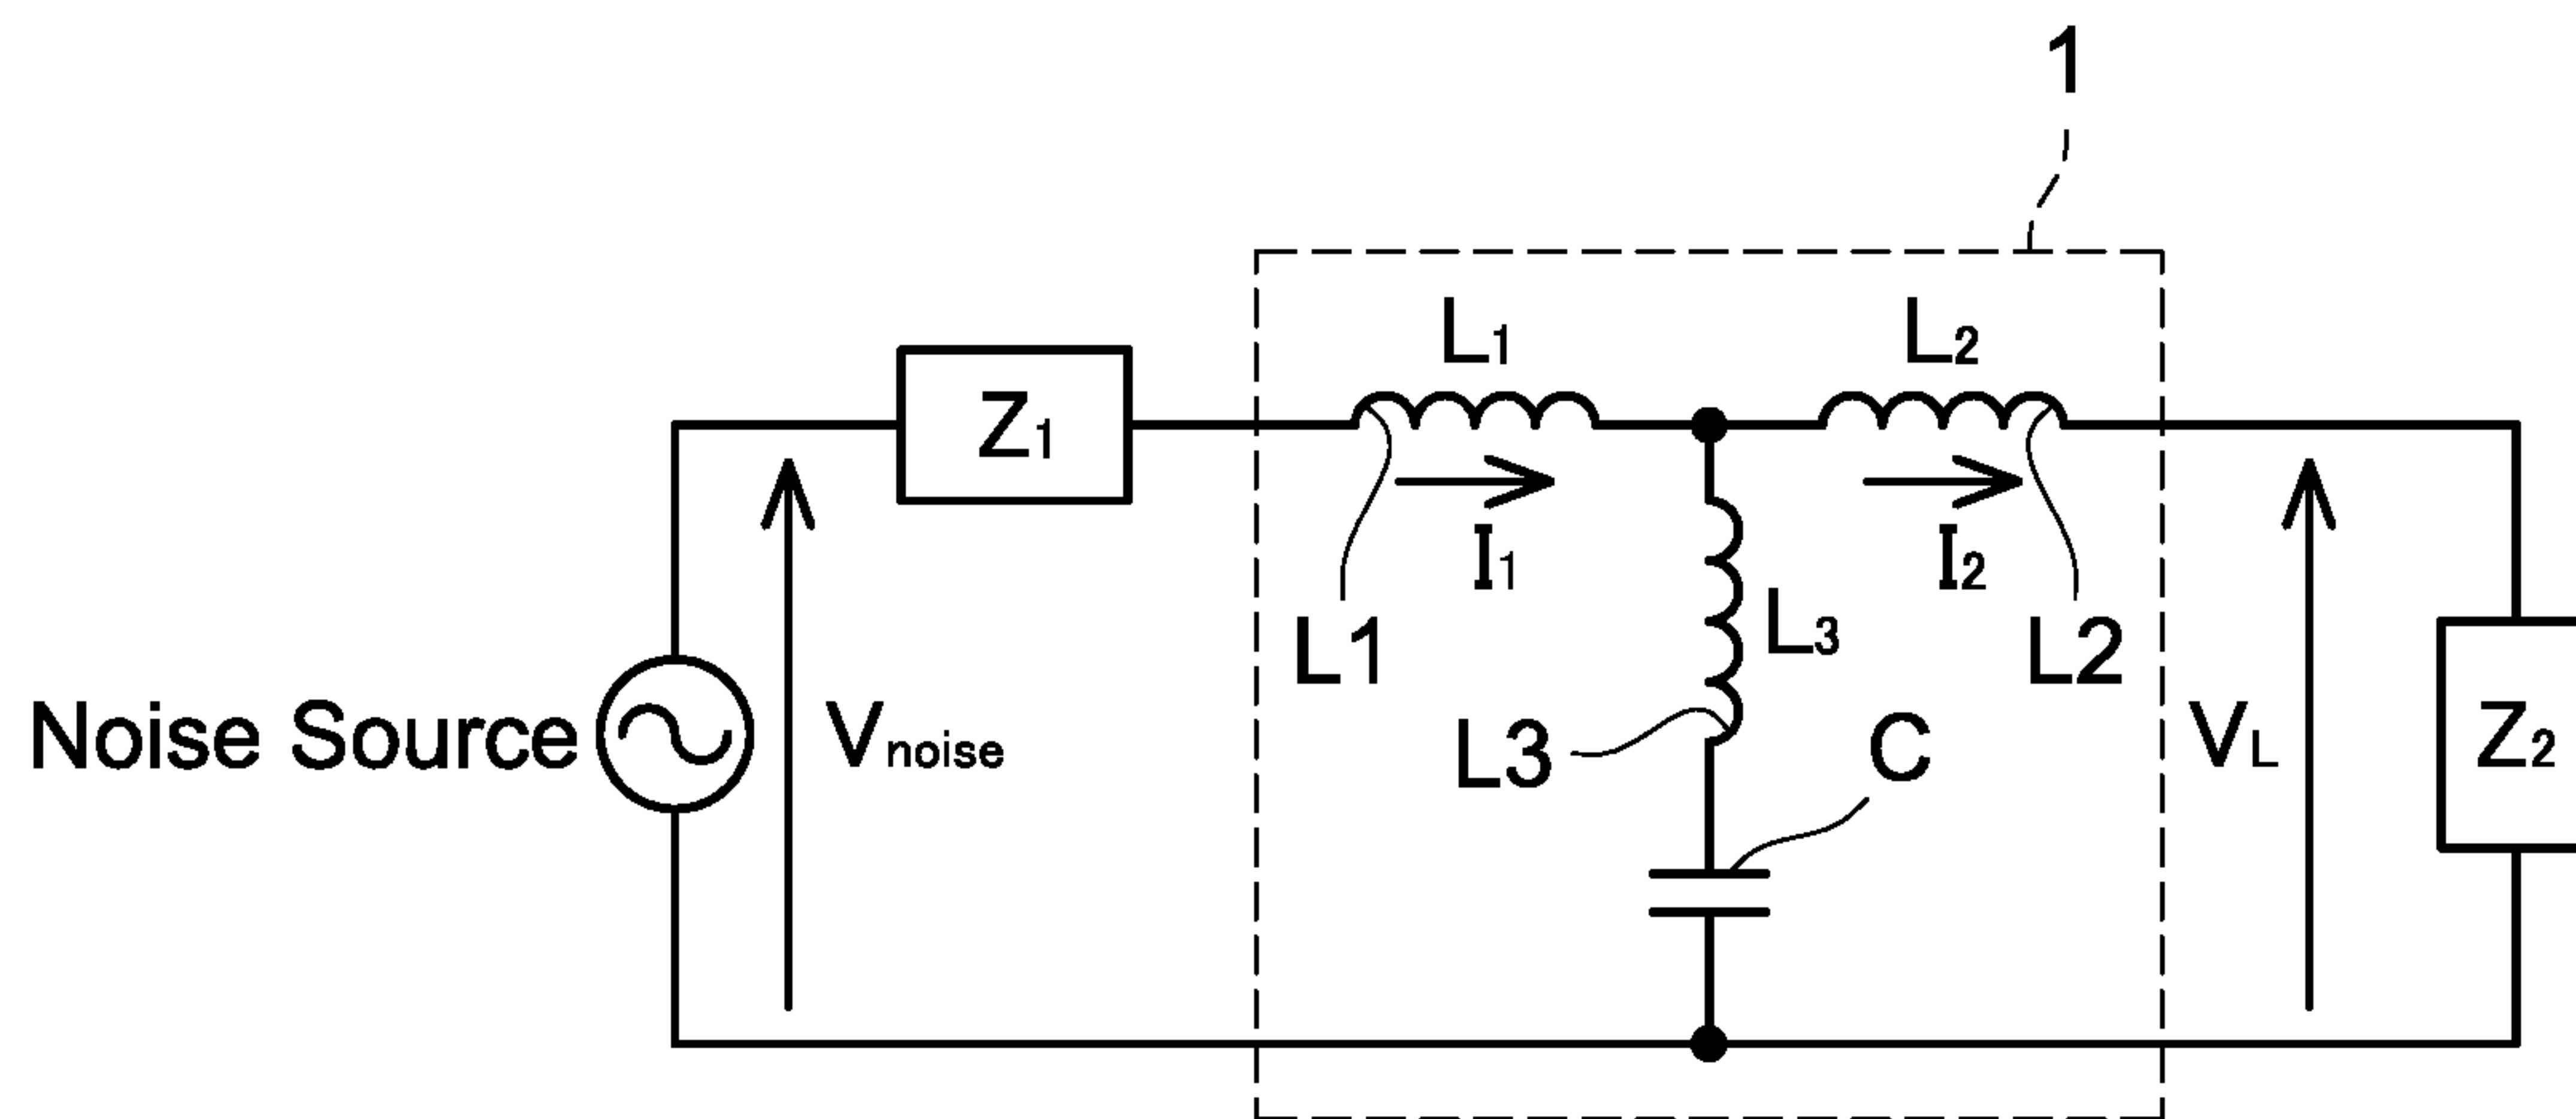 1
L₁ L₂
Z₁
I₁ I₂
L1 L₃ L2
Noise Source Vnoise L3 C VL Z₂